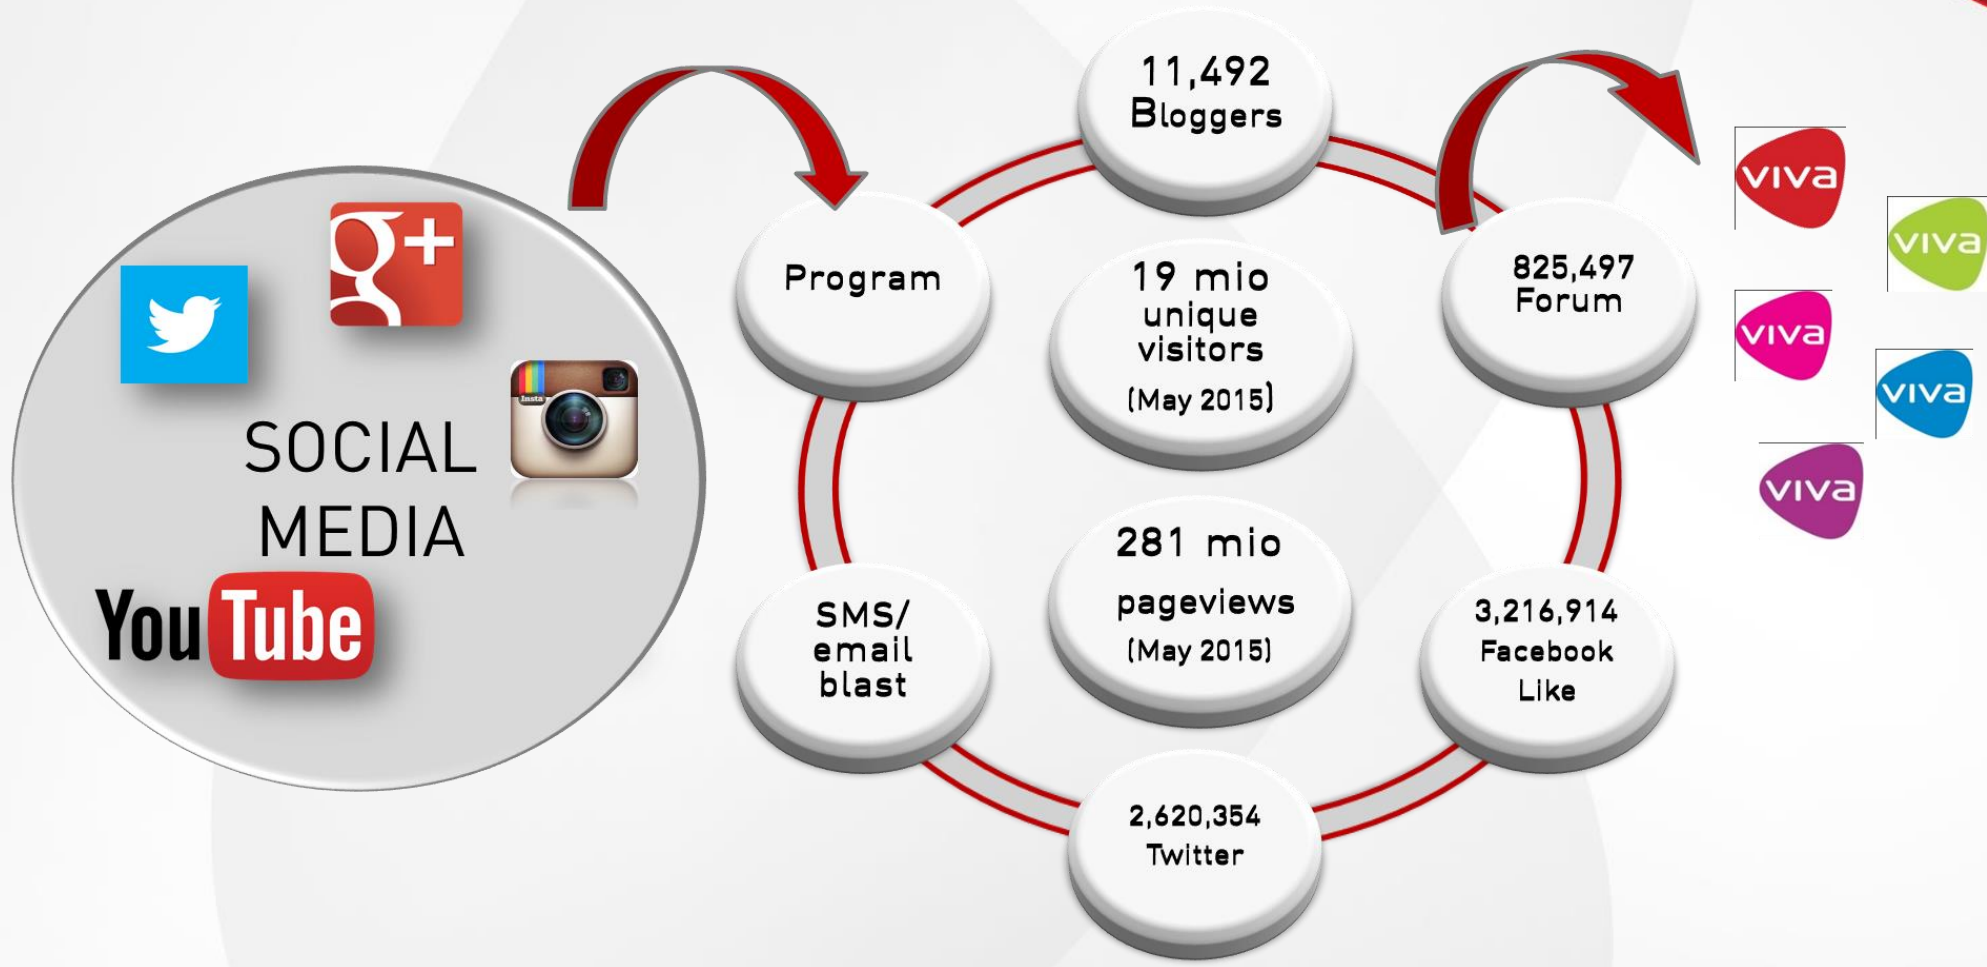 g+
Insta
SOCIAL
MEDIA
You Tube
Program
11,492
Bloggers
825,497
Forum
19 mio
unique
visitors
(May 2015)
281 mio
pageviews
(May 2015)
SMS/
email
blast
3,216,914
Facebook
Like
2,620,354
Twitter
viva
viva
viva
viva
viva